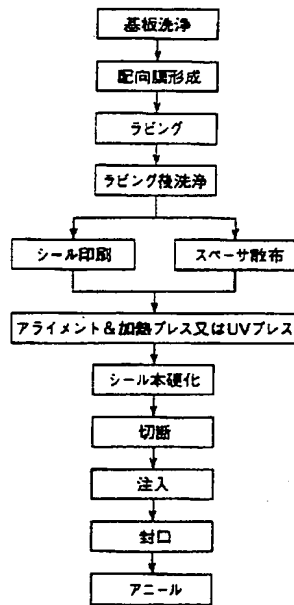 基板洗浄
配向膜形成
ラビング
ラビング後洗浄
シール印刷
スペーサ散布
アライメント&加熱プレス又はUVプレス
シール本硬化
切断
注入
封口
アニール